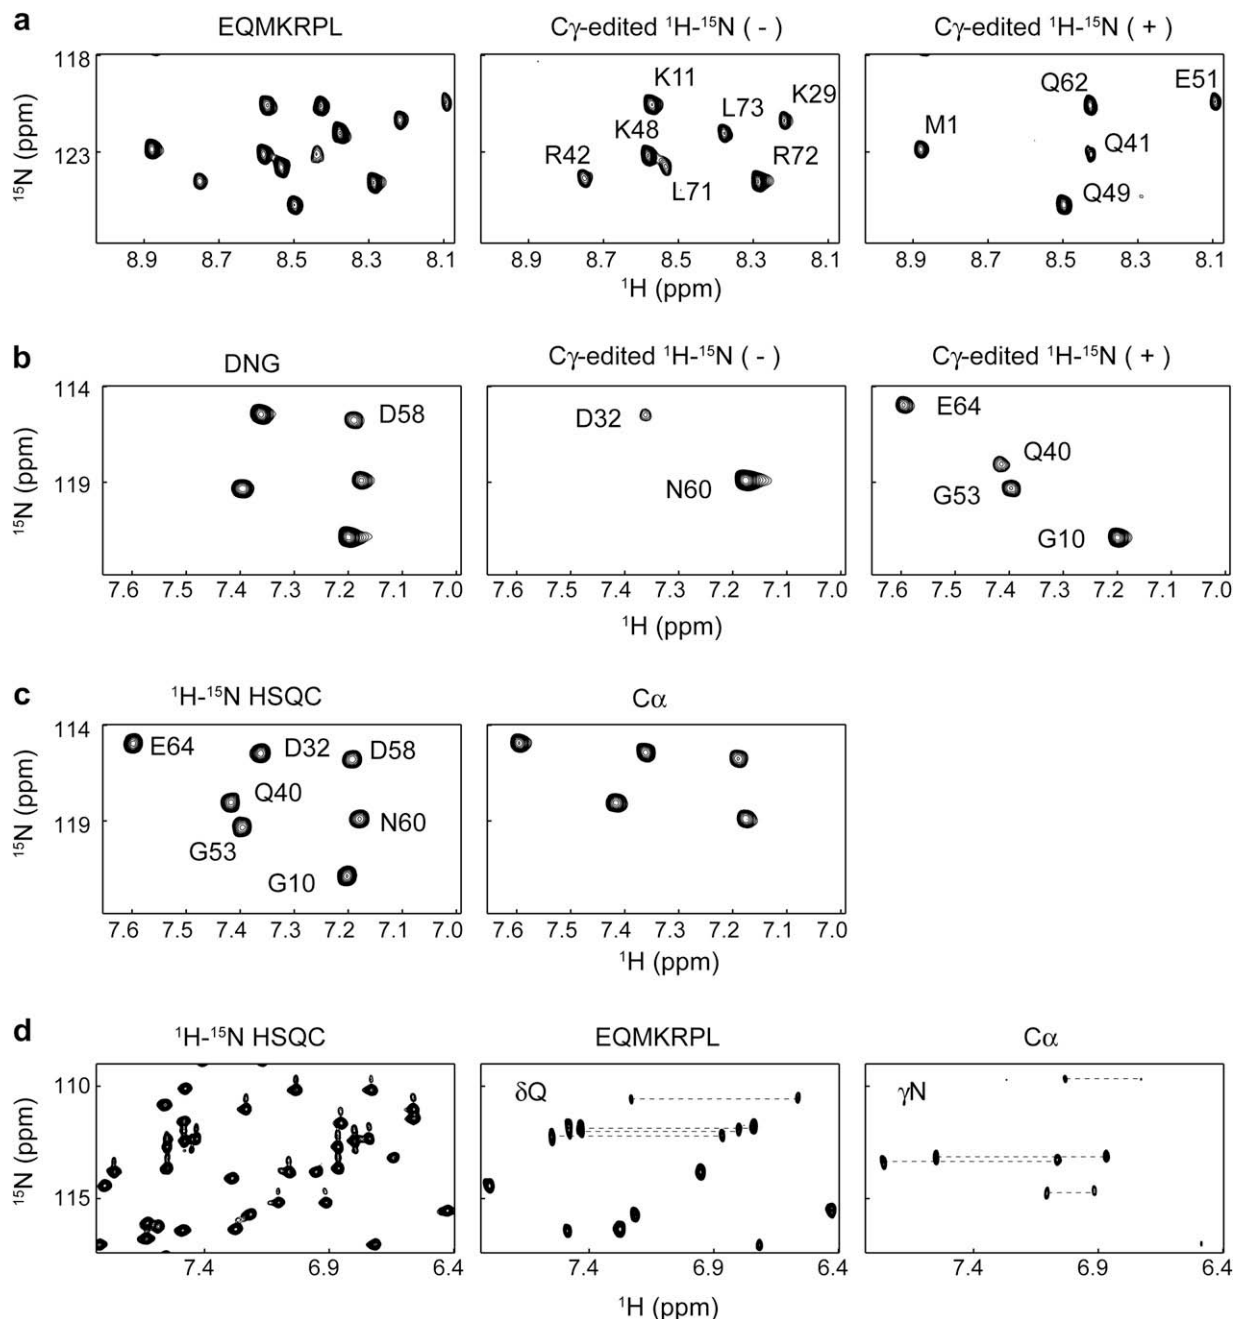 a
EQMKRPL
Cγ-edited ¹H-¹⁵N ( - )
Cγ-edited ¹H-¹⁵N ( + )
118
123
¹⁵N (ppm)
K11
K29
L73
K48
R42
R72
L71
Q62
E51
M1
Q41
Q49
8.9 8.7 8.5 8.3 8.1
8.9 8.7 8.5 8.3 8.1
8.9 8.7 8.5 8.3 8.1
¹H (ppm)
b
DNG
Cγ-edited ¹H-¹⁵N ( - )
Cγ-edited ¹H-¹⁵N ( + )
114
119
¹⁵N (ppm)
D58
D32
N60
E64
Q40
G53
G10
7.6 7.5 7.4 7.3 7.2 7.1 7.0
7.6 7.5 7.4 7.3 7.2 7.1 7.0
7.6 7.5 7.4 7.3 7.2 7.1 7.0
¹H (ppm)
c
¹H-¹⁵N HSQC
Cα
114
119
¹⁵N (ppm)
E64
D32
D58
Q40
N60
G53
G10
7.6 7.5 7.4 7.3 7.2 7.1 7.0
7.6 7.5 7.4 7.3 7.2 7.1 7.0
¹H (ppm)
d
¹H-¹⁵N HSQC
EQMKRPL
Cα
110
115
¹⁵N (ppm)
δQ
γN
7.4 6.9 6.4
7.4 6.9 6.4
7.4 6.9 6.4
¹H (ppm)